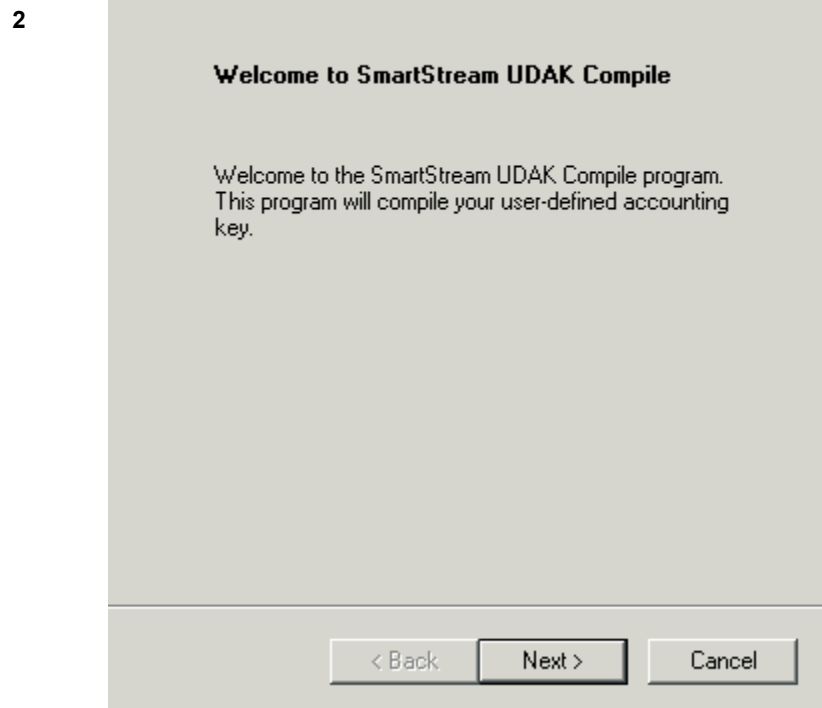 2
Welcome to SmartStream UDAK Compile
Welcome to the SmartStream UDAK Compile program.
This program will compile your user-defined accounting
key.
< Back
Next >
Cancel